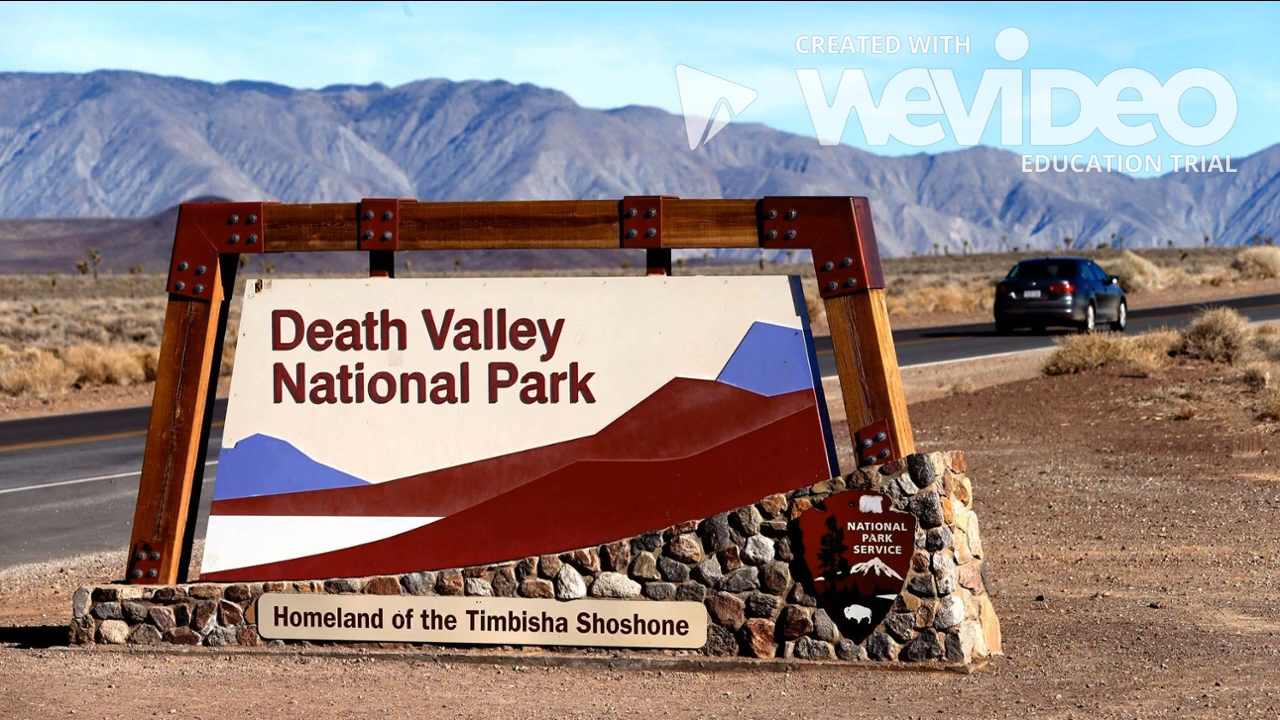 CREATED WITH
WEVIDEO
EDUCATION TRIAL
Death Valley
National Park
NATIONAL
PARK
SERVICE
Homeland of the Timbisha Shoshone